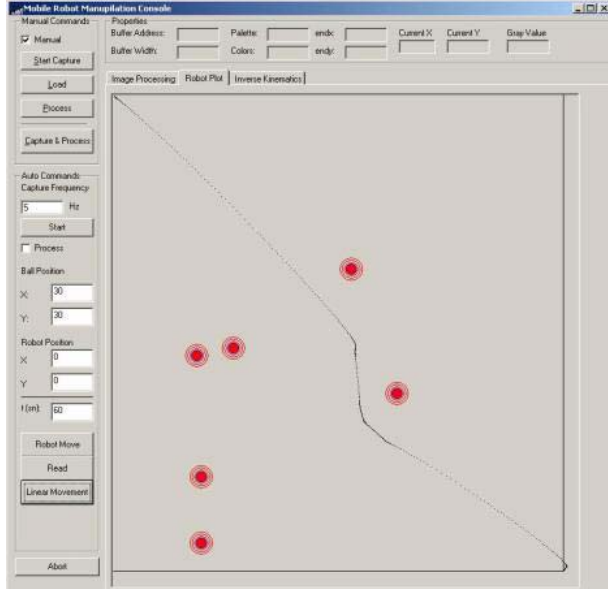 Mobile Robot Manupilation Console
Manual Commands
Manual
Start Capture
Load
Process
Capture & Process
Properties
Buffer Address: Palette: endx: Current X Current Y Gray Value
Buffer Width: Colors: endy:
Image Processing Robot Plot Inverse Kinematics
Auto Commands
Capture Frequency
5 Hz
Start
Process
Ball Position
X: 30
Y: 30
Robot Position
X 0
Y 0
t (sn): 60
Robot Move
Read
Linear Movement
Abort